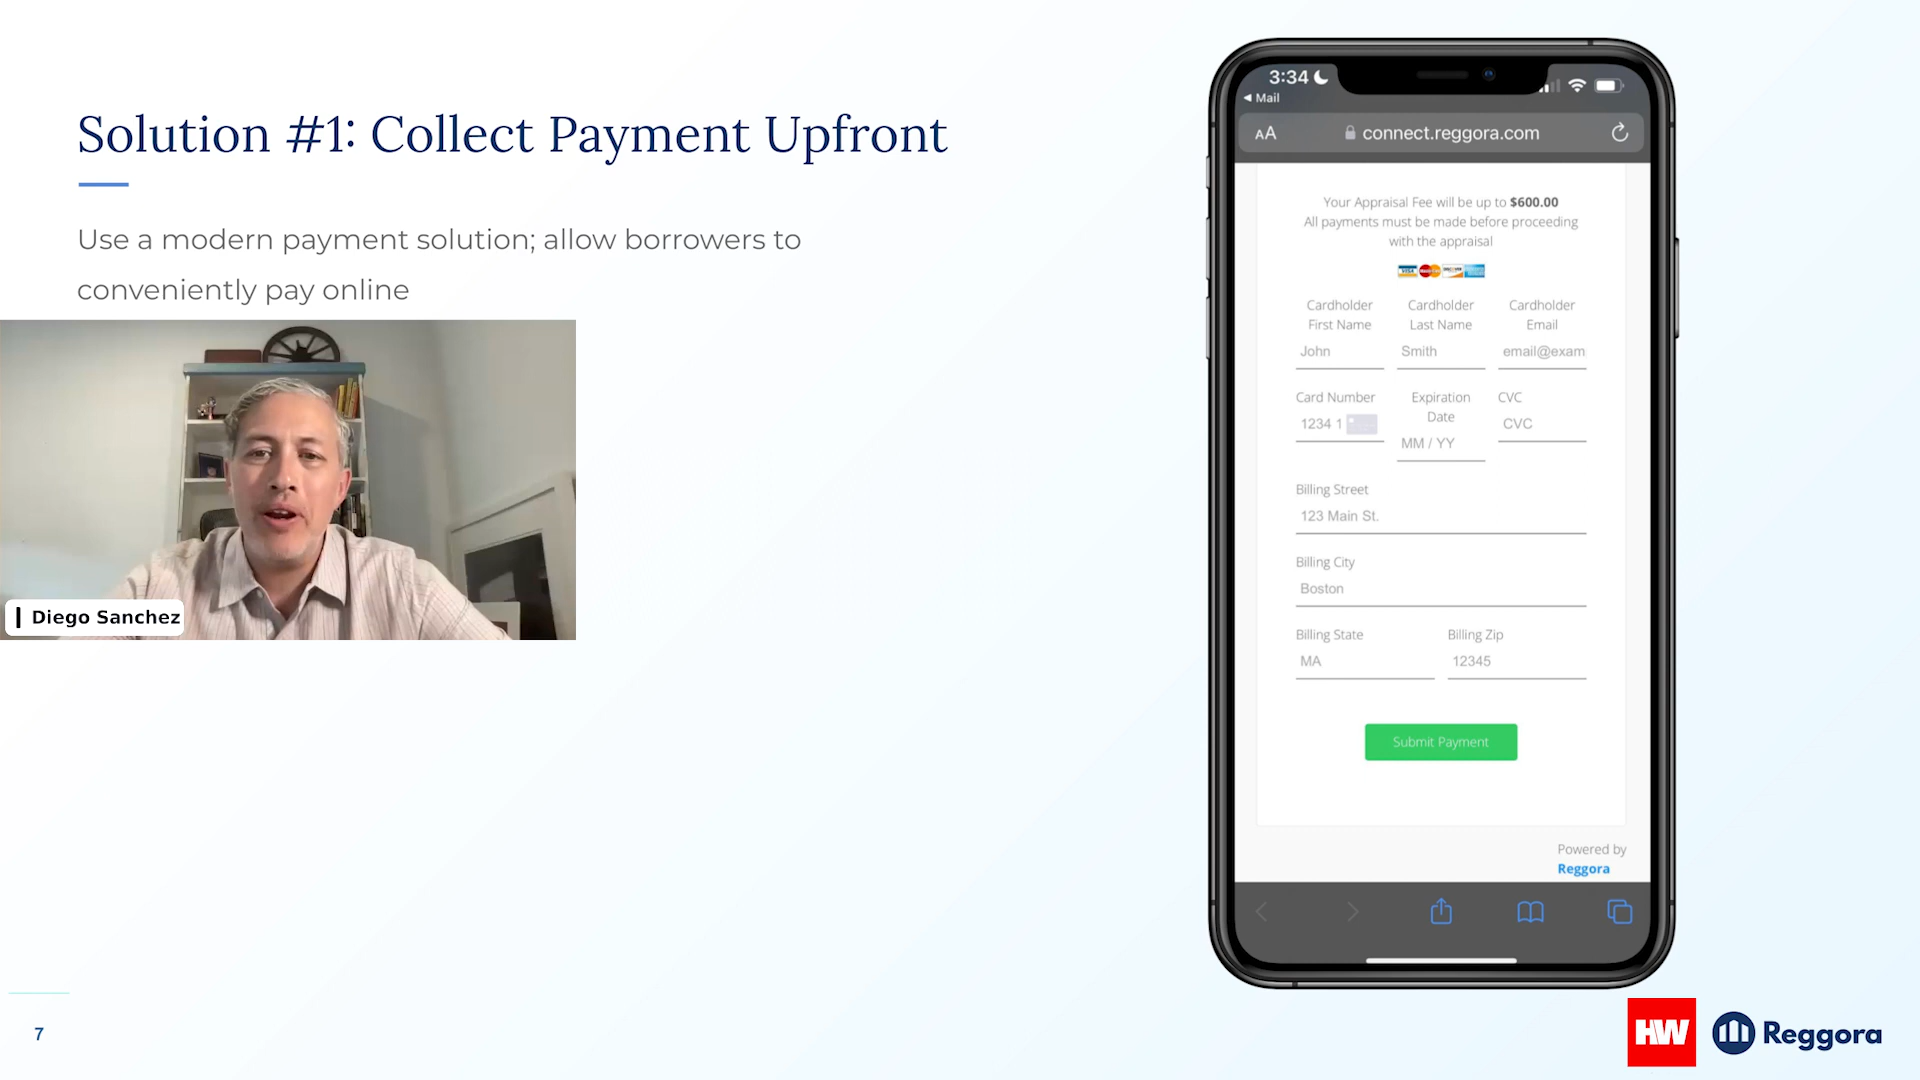 Solution #1: Collect Payment Upfront
Use a modern payment solution; allow borrowers to
conveniently pay online
Diego Sanchez
7
3:34
Mail
AA
connect.reggora.com
Your Appraisal Fee will be up to $600.00
All payments must be made before proceeding
with the appraisal
VISA
Cardholder First Name
Cardholder Last Name
Cardholder Email
John
Smith
email@exam
Card Number
Expiration Date
CVC
1234 1
MM / YY
CVC
Billing Street
123 Main St.
Billing City
Boston
Billing State
Billing Zip
MA
12345
Submit Payment
Powered by
Reggora
HW
Reggora